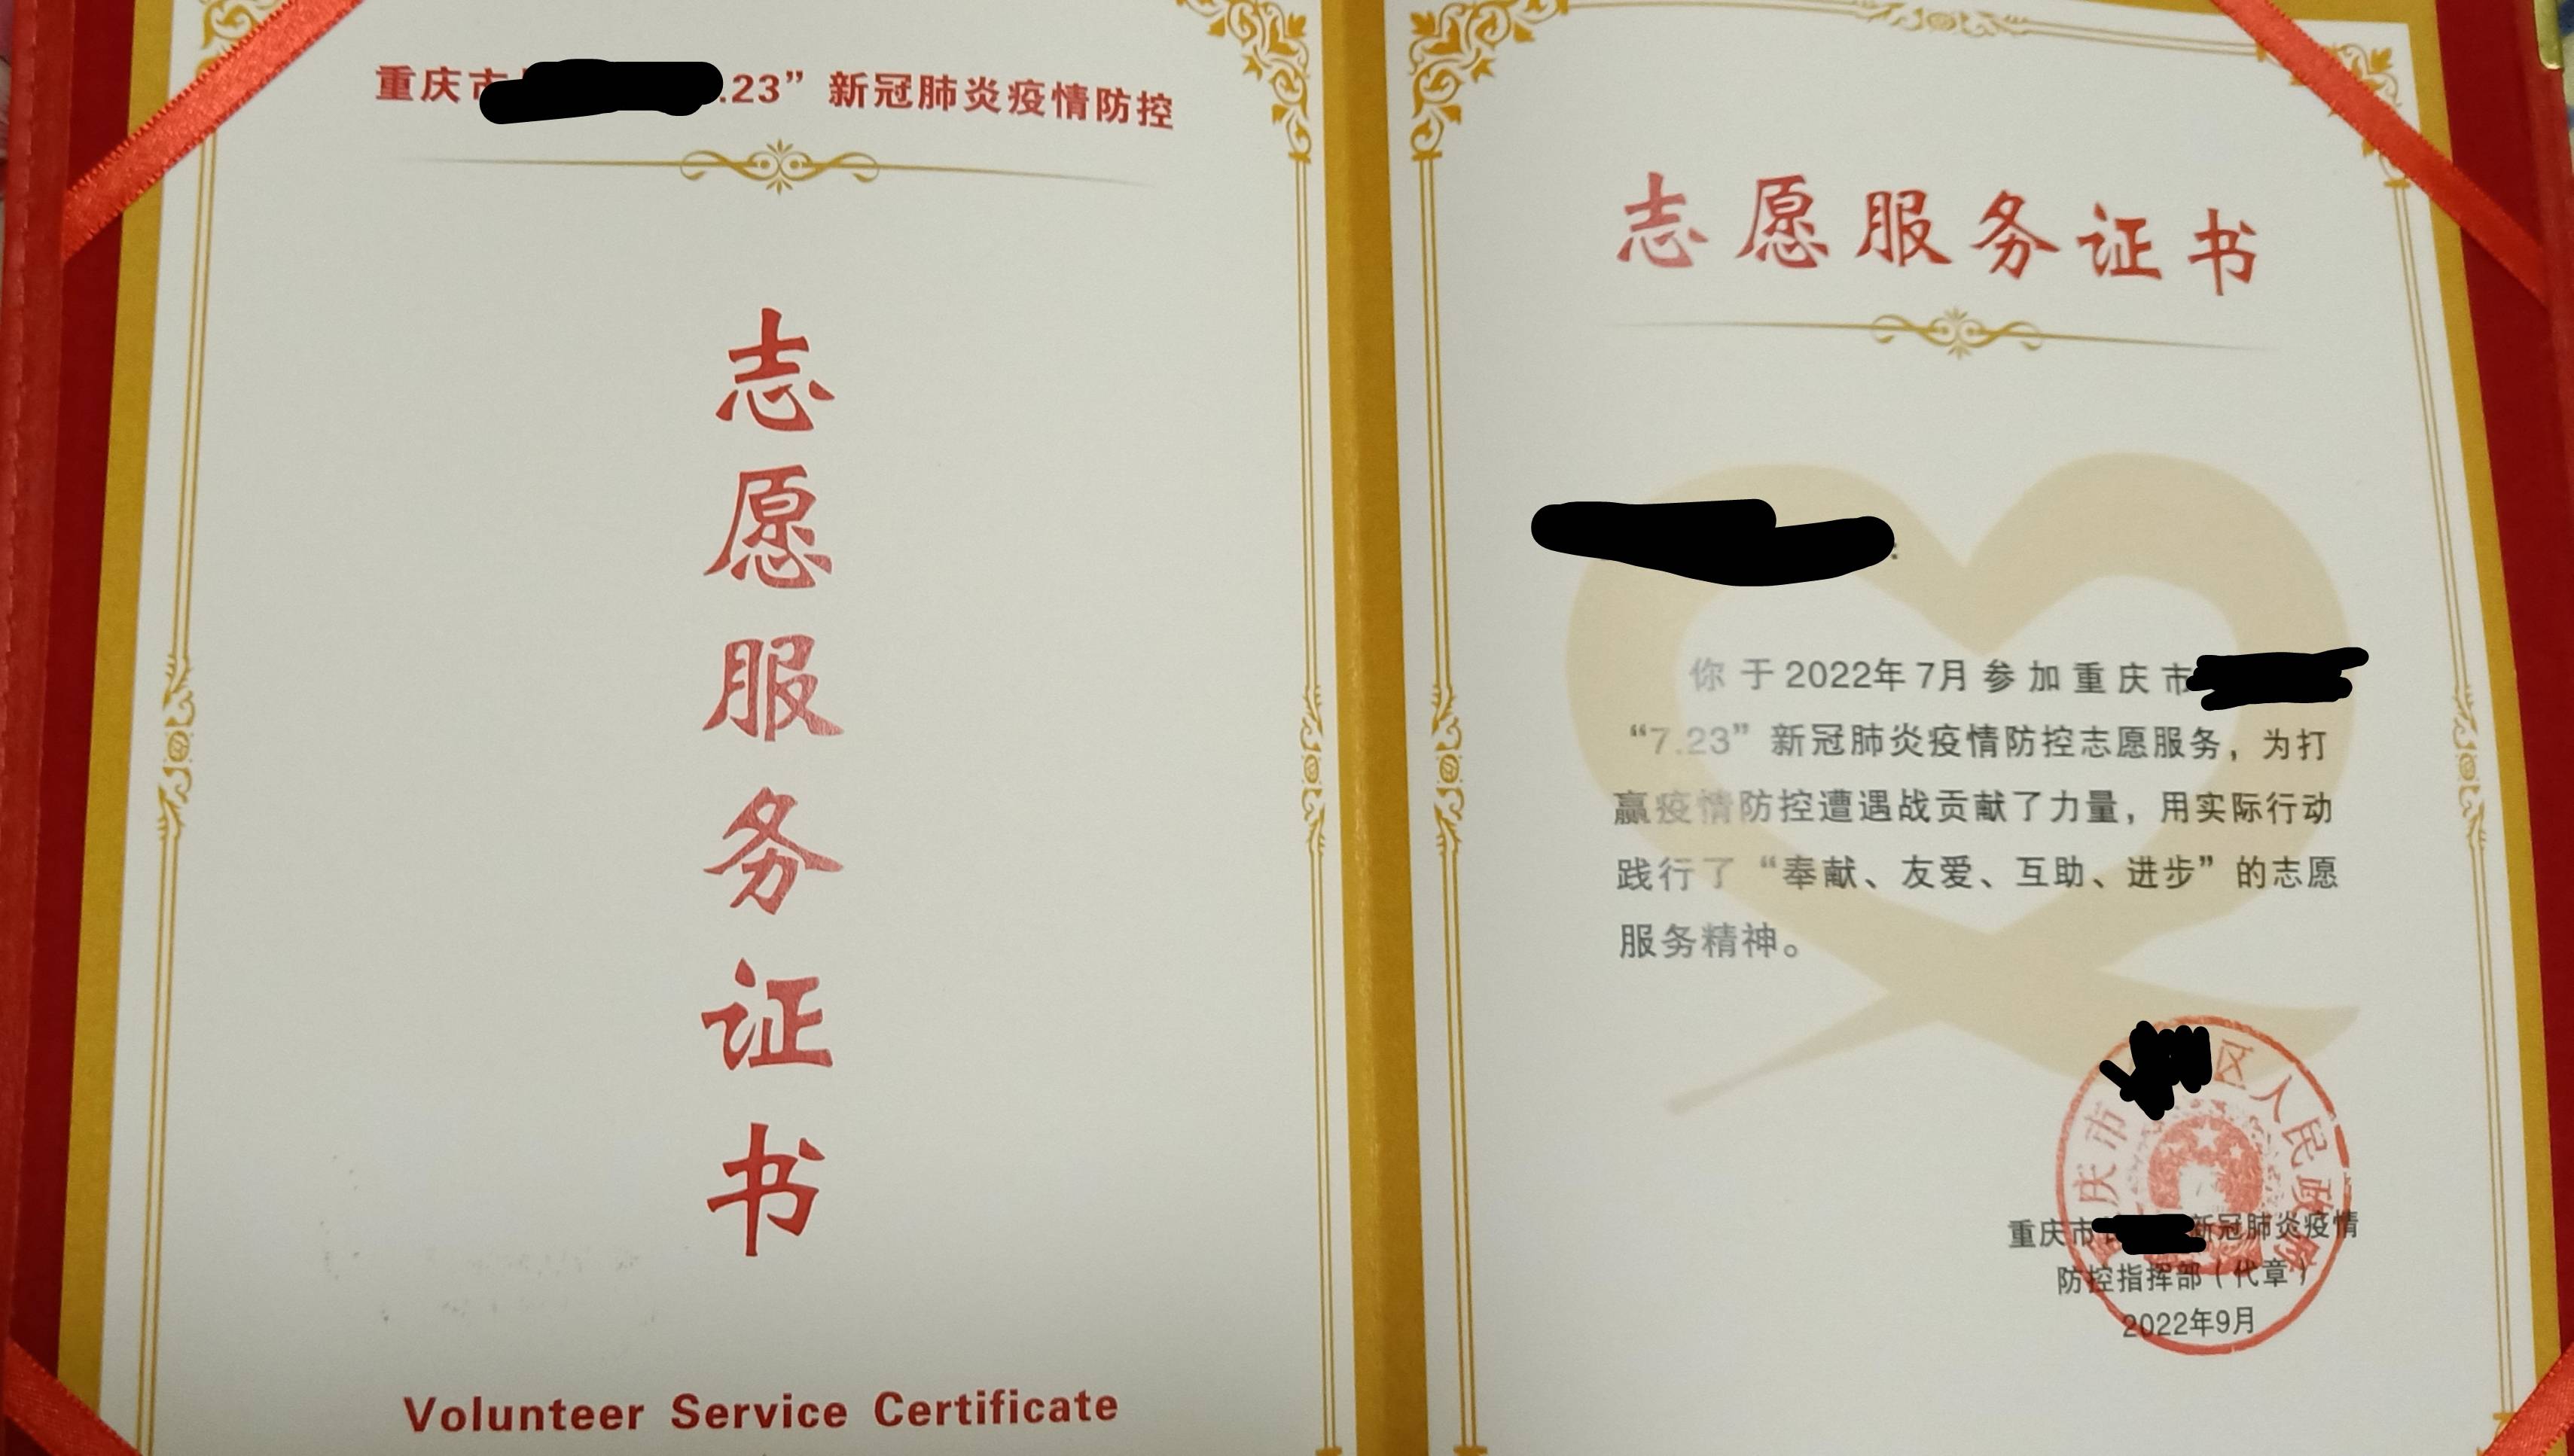 重庆市
.23”新冠肺炎疫情防控
志愿服务证书
Volunteer Service Certificate
志愿服务证书
:
你于2022年7月参加重庆市
“7.23”新冠肺炎疫情防控志愿服务，为打
赢疫情防控遭遇战贡献了力量，用实际行动
践行了“奉献、友爱、互助、进步”的志愿
服务精神。
庆市
区人民政府
重庆市
新冠肺炎疫情
防控指挥部（代章）
2022年9月